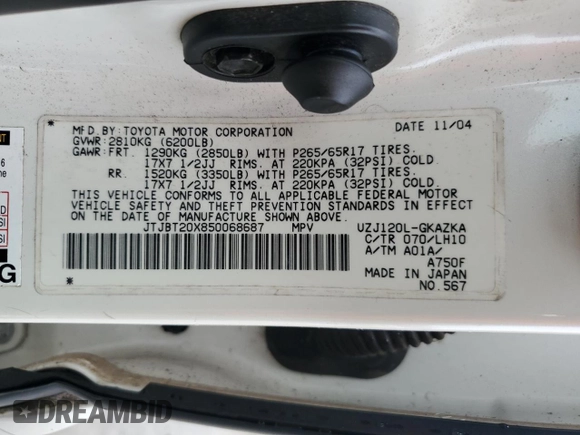 MFD. BY: TOYOTA MOTOR CORPORATION DATE 11/04
GVWR: 2810KG (6200LB)
GAWR: FRT. 1290KG (2850LB) WITH P265/65R17 TIRES.
17X7 1/2JJ RIMS. AT 220KPA (32PSI) COLD.
RR. 1520KG (3350LB) WITH P265/65R17 TIRES.
17X7 1/2JJ RIMS. AT 220KPA (32PSI) COLD.
THIS VEHICLE CONFORMS TO ALL APPLICABLE FEDERAL MOTOR
VEHICLE SAFETY AND THEFT PREVENTION STANDARDS IN EFFECT
ON THE DATE OF MANUFACTURE SHOWN ABOVE.
*JTJBT20X850068687* MPV UZJ120L-GKAZKA
C/TR 070/LH10
A/TM A01A/
A750F
MADE IN JAPAN
NO. 567
6
G
DREAMBID